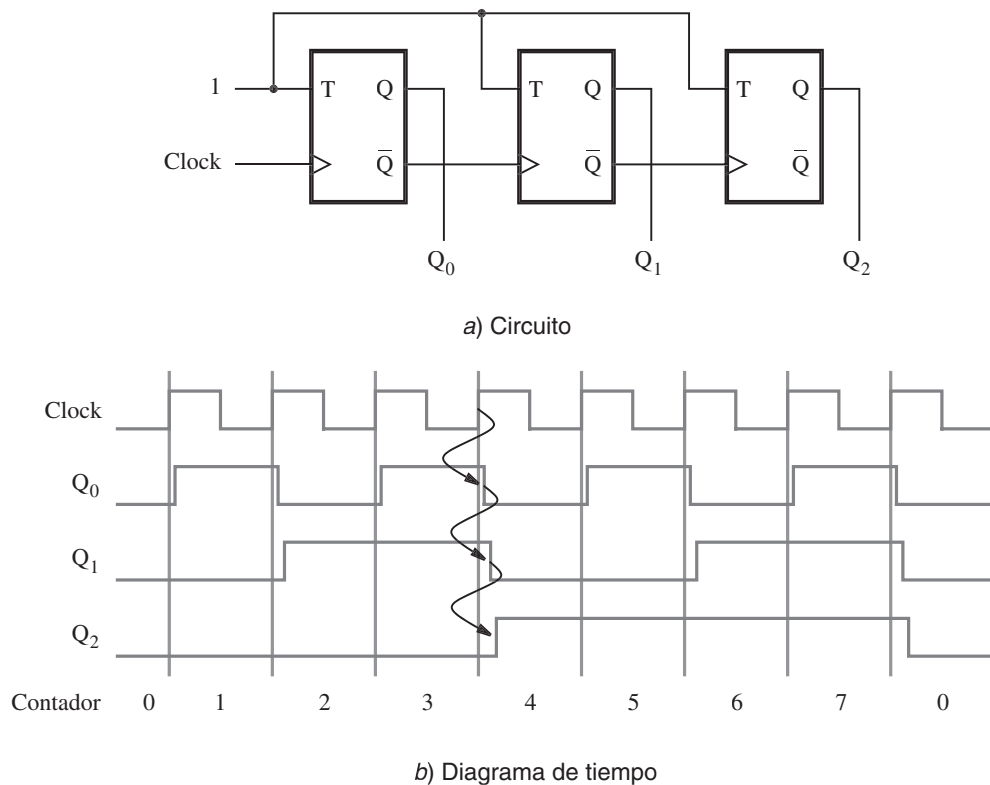 1 T Q T Q T Q
Clock Q̅ Q̅ Q̅
Q₀ Q₁ Q₂
a) Circuito
Clock
Q₀
Q₁
Q₂
Contador 0 1 2 3 4 5 6 7 0
b) Diagrama de tiempo